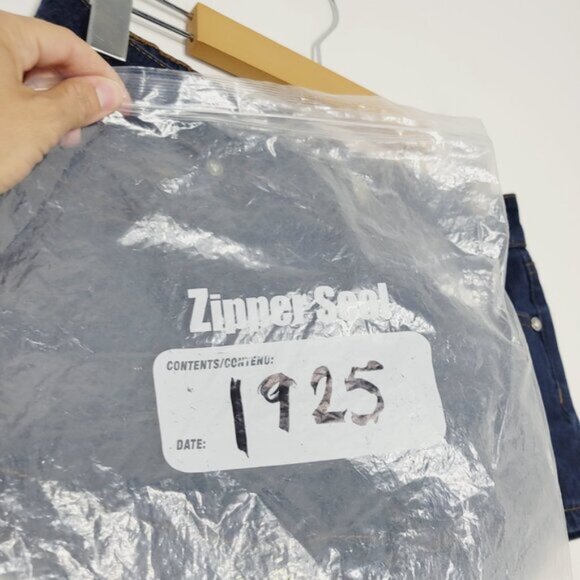 Zipper Seal
CONTENTS/CONTENU:
1925
DATE: